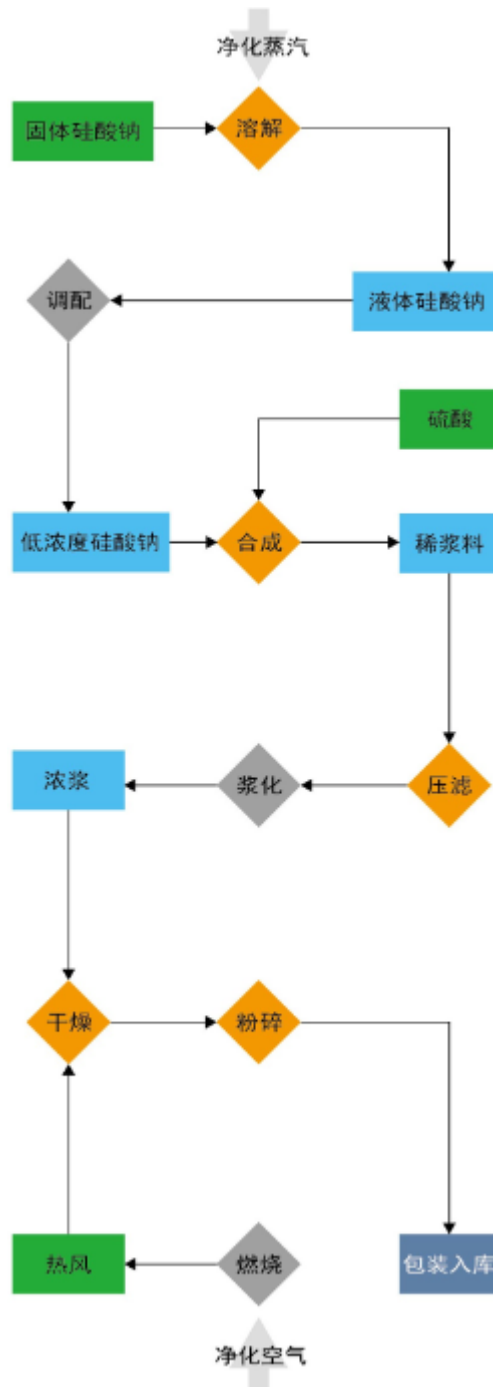 净化蒸汽
固体硅酸钠
溶解
调配
液体硅酸钠
硫酸
低浓度硅酸钠
合成
稀浆料
浓浆
浆化
压滤
干燥
粉碎
热风
燃烧
包装入库
净化空气